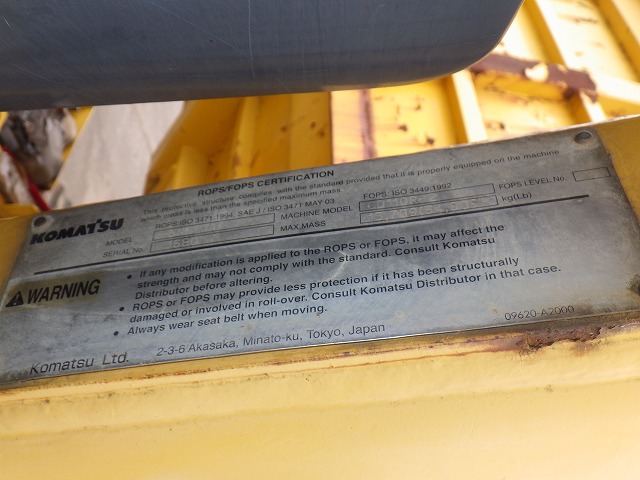 ROPS/FOPS CERTIFICATION
This protective structure complies with the standard provided that it is properly equipped on the machine
which mass is less than the specified maximum mass
ROPS: ISO 3471:1994, SAE J / ISO 3471 MAY 03 FOPS: ISO 3449:1992 FOPS LEVEL No.
KOMATSU
MODEL MACHINE MODEL
SERIAL No. MAX.MASS kg(Lb)
WARNING
• If any modification is applied to the ROPS or FOPS, it may affect the
strength and may not comply with the standard. Consult Komatsu
Distributor before altering.
• ROPS or FOPS may provide less protection if it has been structurally
damaged or involved in roll-over. Consult Komatsu Distributor in that case.
• Always wear seat belt when moving.
09620-A2000
Komatsu Ltd. 2-3-6 Akasaka, Minato-ku, Tokyo, Japan